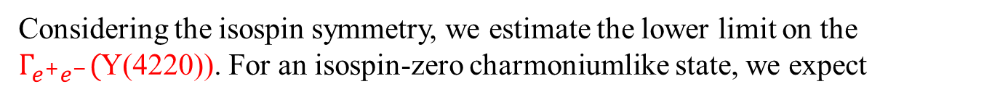 Considering the isospin symmetry, we estimate the lower limit on the
Γe+e−(Y(4220)). For an isospin-zero charmoniumlike state, we expect